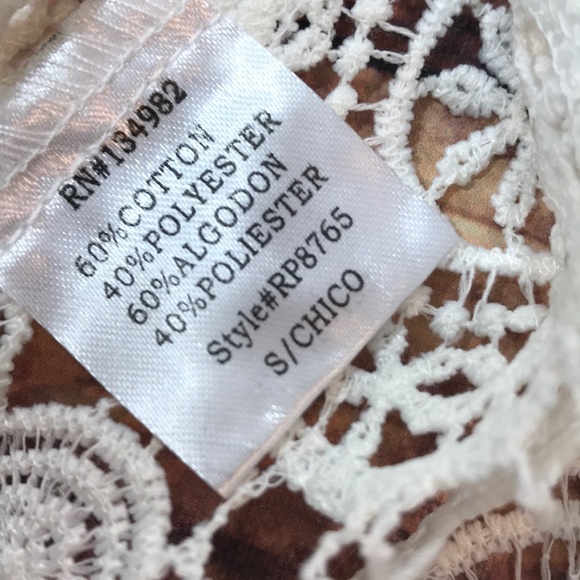 RN#134982
60%COTTON
40%POLYESTER
60%ALGODON
40%POLIESTER
Style#RP8765
S/CHICO